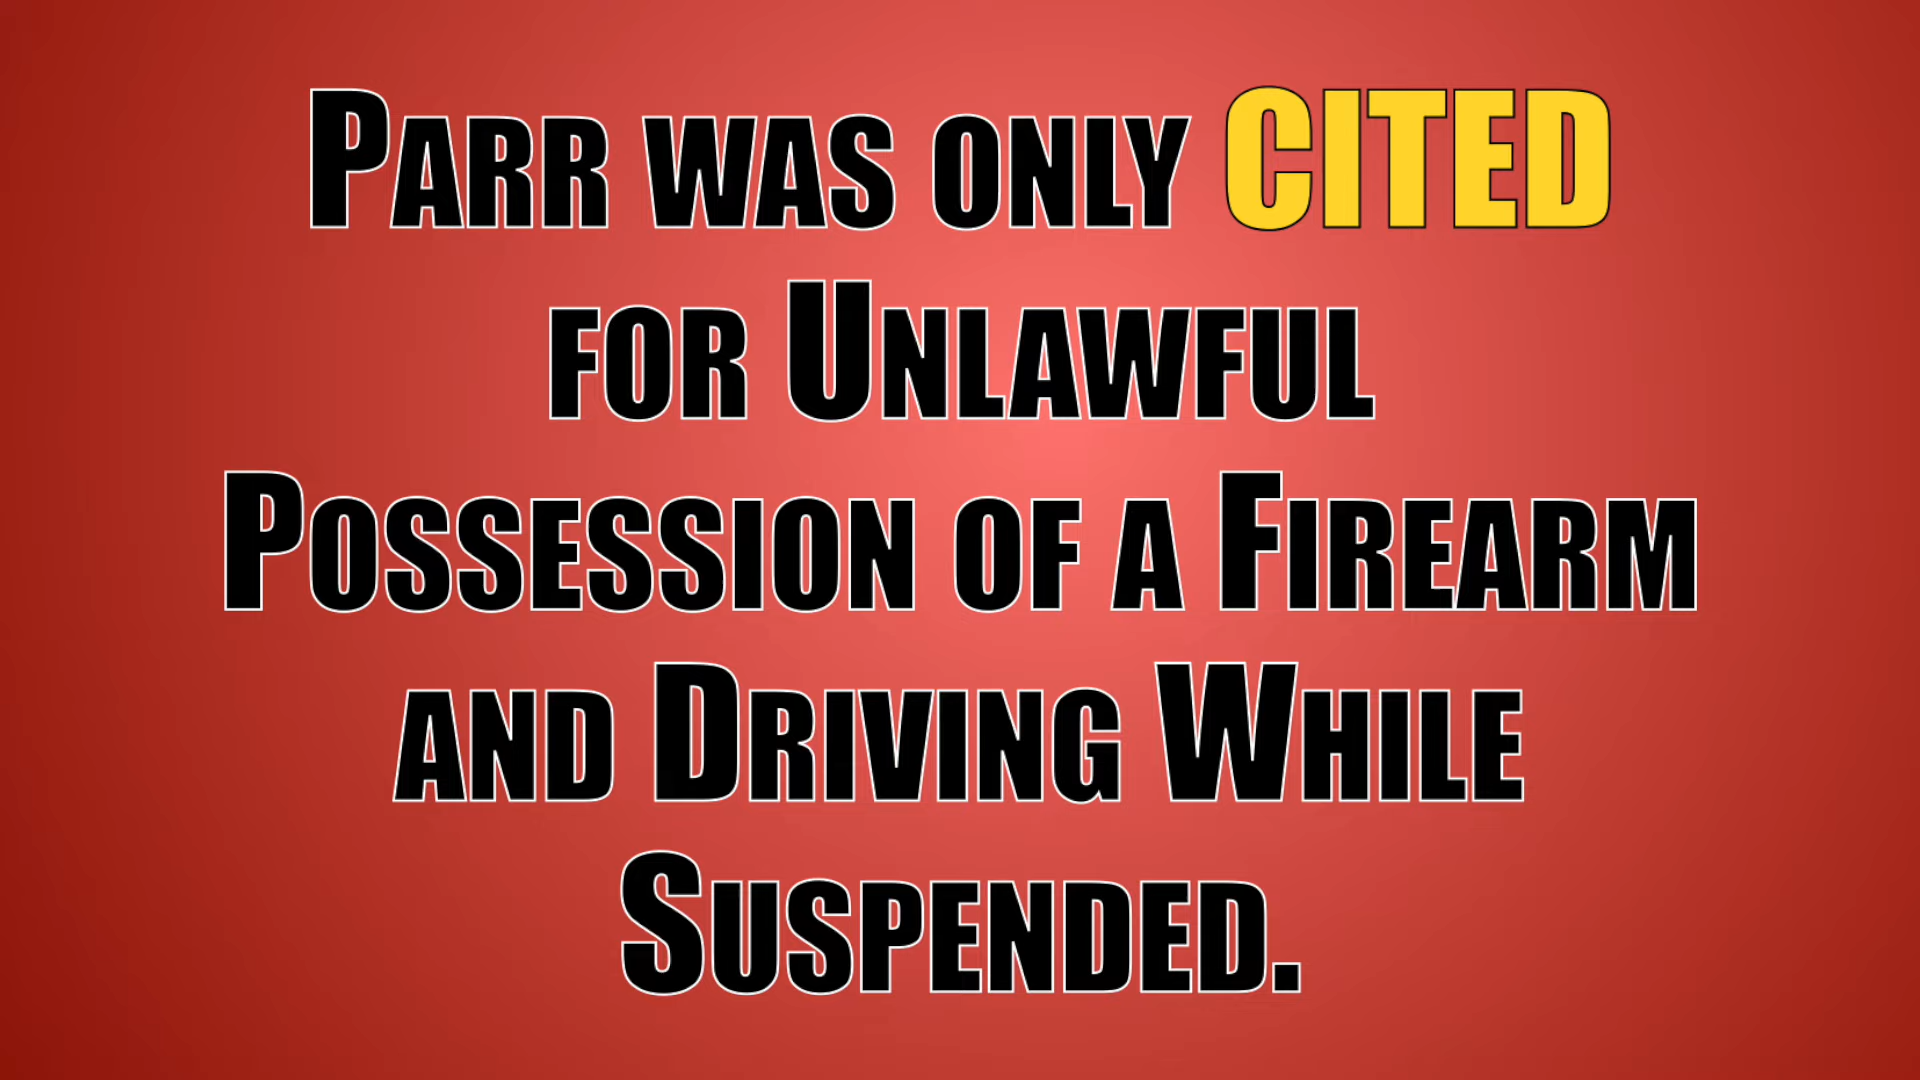 Parr was only CITED
for Unlawful
Possession of a Firearm
and Driving While
Suspended.